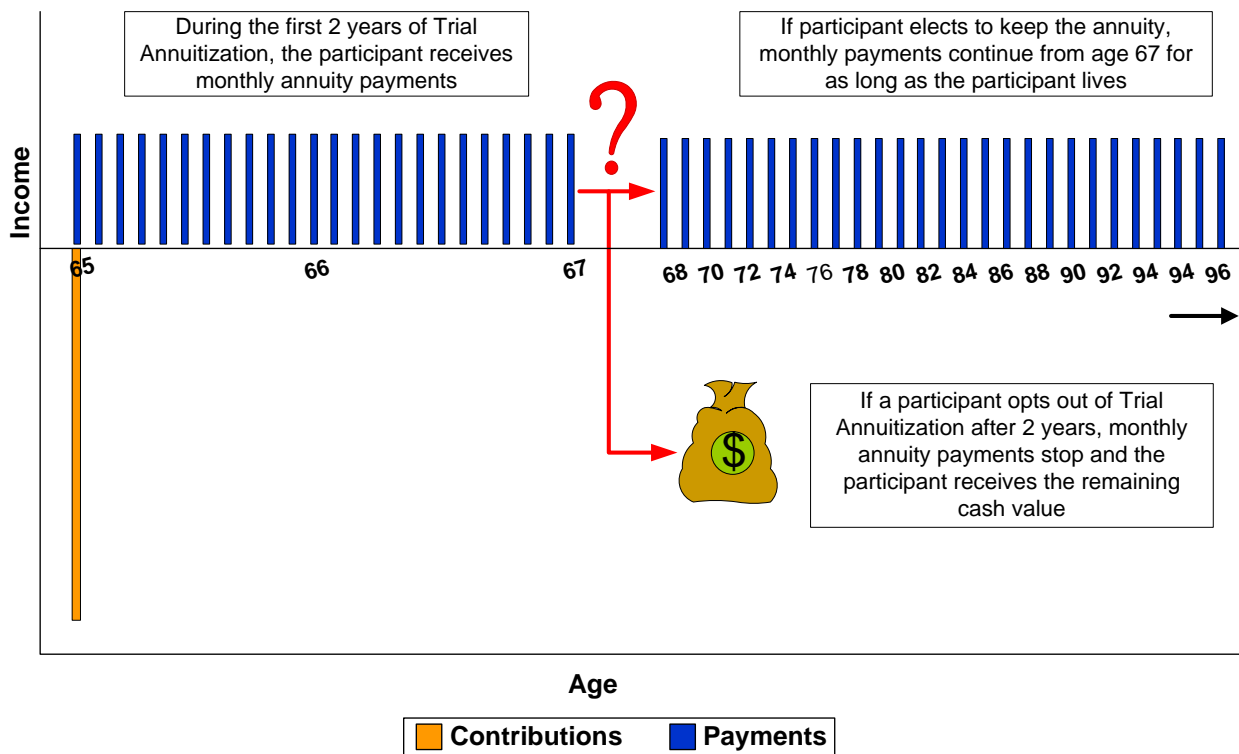 During the first 2 years of Trial
Annuitization, the participant receives
monthly annuity payments
If participant elects to keep the annuity,
monthly payments continue from age 67 for
as long as the participant lives
?
Income
65 66 67 68 70 72 74 76 78 80 82 84 86 88 90 92 94 94 96
$
If a participant opts out of Trial
Annuitization after 2 years, monthly
annuity payments stop and the
participant receives the remaining
cash value
Age
Contributions Payments